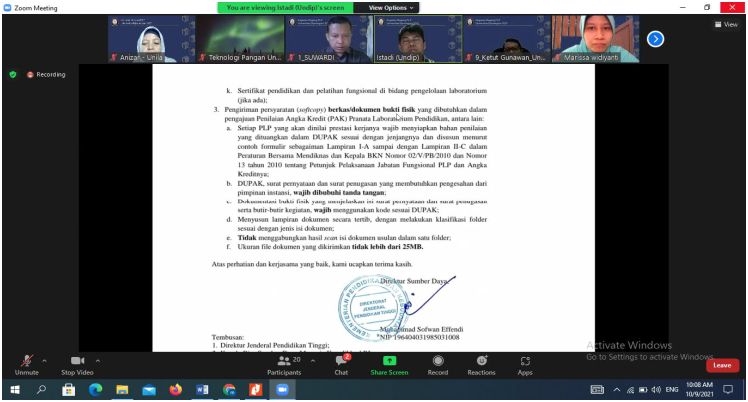 Zoom Meeting
You are viewing Istadi (Undip)'s screen
View Options
View
Anizar - Unila
Teknologi Pangan Un...
1_SUWARDI
Istadi (Undip)
9_Ketut Gunawan_Un...
Marissa widiyanti
Recording
k. Sertifikat pendidikan dan pelatihan fungsional di bidang pengelolaan laboratorium
(jika ada);
3. Pengiriman persyaratan (softcopy) berkas/dokumen bukti fisik yang dibutuhkan dalam
pengajuan Penilaian Angka Kredit (PAK) Pranata Laboratorium Pendidikan, antara lain:
a. Setiap PLP yang akan dinilai prestasi kerjanya wajib menyiapkan bahan penilaian
yang dituangkan dalam DUPAK sesuai dengan jenjangnya dan disusun menurut
contoh formulir sebagaiman Lampiran I-A sampai dengan Lampiran II-C dalam
Peraturan Bersama Mendiknas dan Kepala BKN Nomor 02/V/PB/2010 dan Nomor
13 tahun 2010 tentang Petunjuk Pelaksanaan Jabatan Fungsional PLP dan Angka
Kreditnya;
b. DUPAK, surat pernyataan dan surat penugasan yang membutuhkan pengesahan dari
pimpinan instansi, wajib dibubuhi tanda tangan;
c. Dokumentasi bukti fisik yang menjelaskan isi surat pernyataan dan surat penugasan
serta butir-butir kegiatan, wajib menggunakan kode sesuai DUPAK;
d. Menyusun lampiran dokumen secara tertib, dengan melakukan klasifikasi folder
sesuai dengan jenis isi dokumen;
e. Tidak menggabungkan hasil scan isi dokumen usulan dalam satu folder;
f. Ukuran file dokumen yang dikirimkan tidak lebih dari 25MB.
Atas perhatian dan kerjasama yang baik, kami ucapkan terima kasih.
Direktur Sumber Daya,
DIREKTORAT
JENDERAL
PENDIDIKAN TINGGI
Mohammad Sofwan Effendi
NIP 196404031985031008
Tembusan:
1. Direktur Jenderal Pendidikan Tinggi;
Activate Windows
Go to Settings to activate Windows.
Unmute
Stop Video
20
Participants
2
Chat
Share Screen
Record
Reactions
Apps
Leave
ENG
10:08 AM
10/9/2021